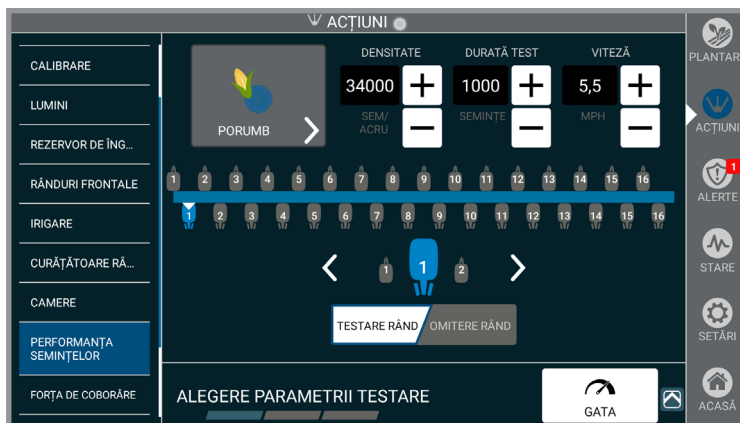 ACȚIUNI
CALIBRARE
LUMINI
REZERVOR DE ÎNG...
RÂNDURI FRONTALE
IRIGARE
CURĂȚĂTOARE RÂ...
CAMERE
PERFORMANȚA
SEMINȚELOR
FORȚA DE COBORÂRE
PORUMB
DENSITATE
34000
SEM/
ACRU
DURATĂ TEST
1000
SEMINȚE
VITEZĂ
5,5
MPH
1 2 3 4 5 6 7 8 9 10 11 12 13 14 15 16
1 2 3 4 5 6 7 8 9 10 11 12 13 14 15 16
1 1 2
TESTARE RÂND OMITERE RÂND
ALEGERE PARAMETRII TESTARE
GATA
PLANTAR
ACȚIUNI
1
ALERTE
STARE
SETĂRI
ACASĂ